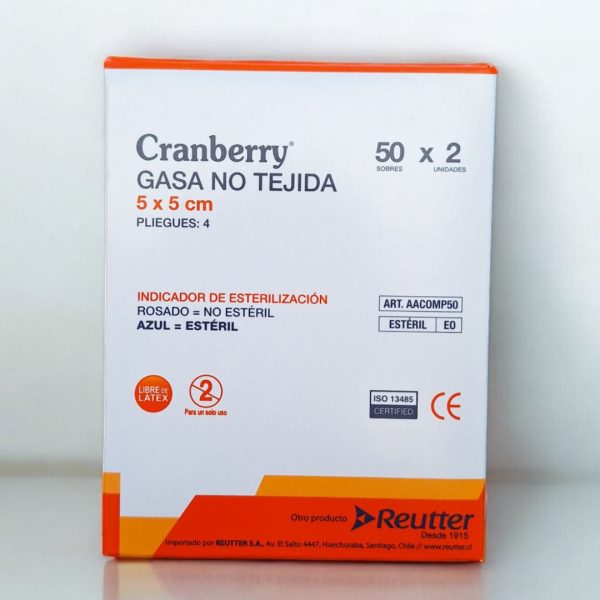 Cranberry®
50 x 2
SOBRES UNIDADES
GASA NO TEJIDA
5 x 5 cm
PLIEGUES: 4
INDICADOR DE ESTERILIZACIÓN
ROSADO = NO ESTÉRIL
AZUL = ESTÉRIL
ART. AACOMP50
ESTÉRIL EO
LIBRE DE
LATEX
2
Para un solo uso
ISO 13485
CERTIFIED
CE
Otro producto Reutter
Desde 1915
Importado por REUTTER S.A., Av. El Salto 4447, Huechuraba, Santiago, Chile // www.reutter.cl